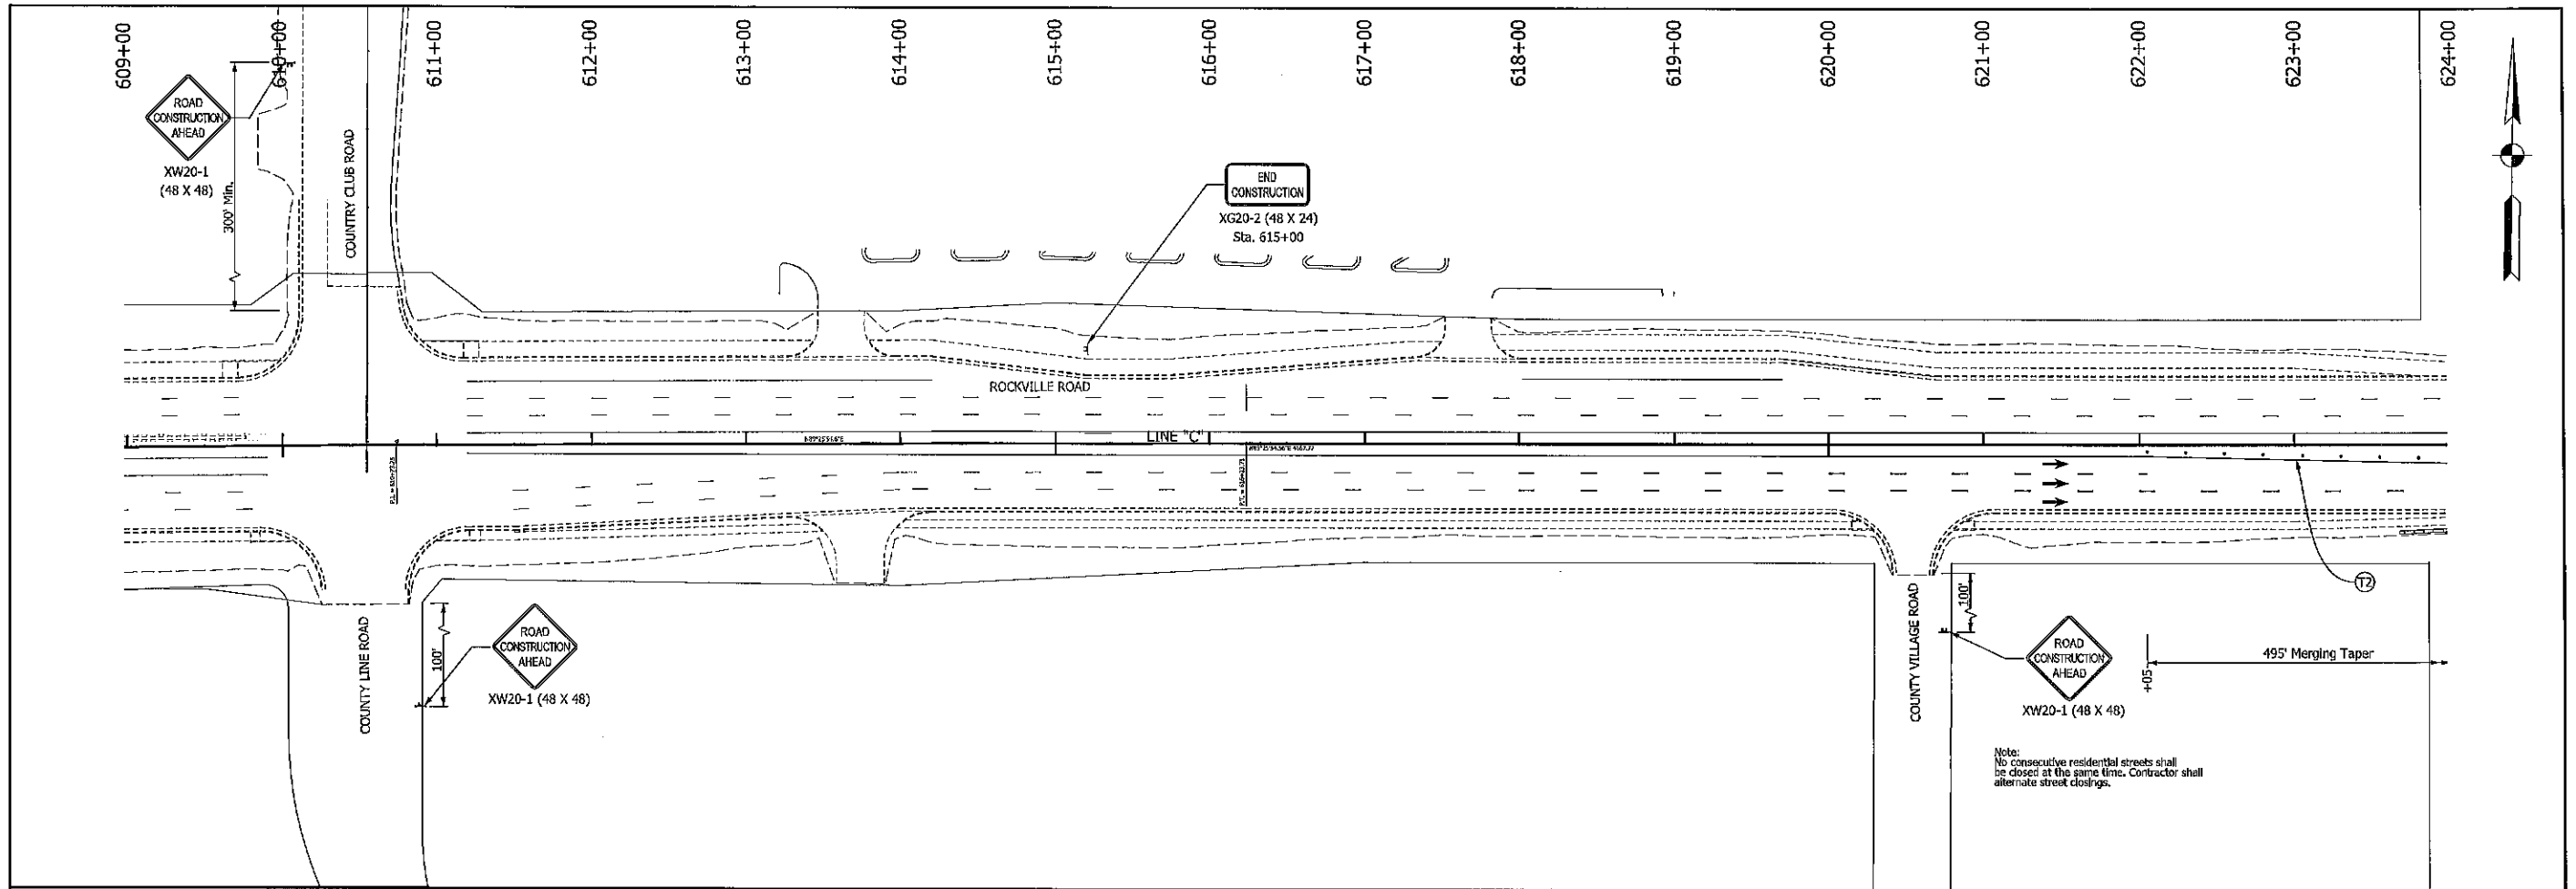 609+00
610+00
611+00
612+00
613+00
614+00
615+00
616+00
617+00
618+00
619+00
620+00
621+00
622+00
623+00
624+00
ROAD
CONSTRUCTION
AHEAD
XW20-1
(48 X 48)
300' Min.
COUNTRY CLUB ROAD
END
CONSTRUCTION
XG20-2 (48 X 24)
Sta. 615+00
ROCKVILLE ROAD
LINE "C"
T2
COUNTY LINE ROAD
100'
ROAD
CONSTRUCTION
AHEAD
XW20-1 (48 X 48)
COUNTY VILLAGE ROAD
100'
ROAD
CONSTRUCTION
AHEAD
XW20-1 (48 X 48)
+05
495' Merging Taper
Note:
No consecutive residential streets shall
be closed at the same time. Contractor shall
alternate street closings.